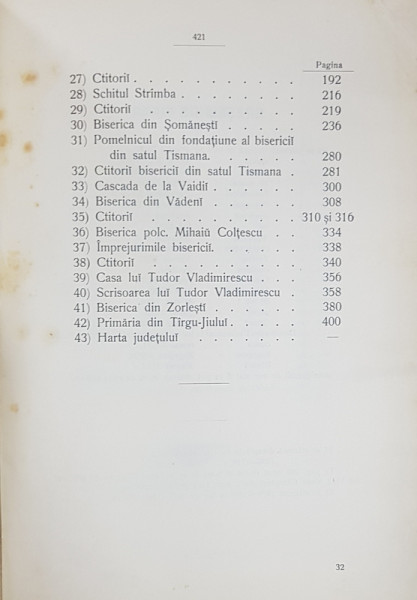 421
Pagina
27) Ctitoriĭ . . . . . . . . . . . 192
28) Schitul Strîmba . . . . . . . . 216
29) Ctitoriĭ . . . . . . . . . . 219
30) Biserica din Șomăneștĭ . . . . . 236
31) Pomelnicul din fondațiune al bisericiĭ
din satul Tismana. . . . . . . 280
32) Ctitoriĭ bisericiĭ din satul Tismana . 281
33) Cascada de la Vaidiĭ . . . . . . 300
34) Biserica din Vădenĭ . . . . . . 308
35) Ctitoriĭ . . . . . . . . . . 310 și 316
36) Biserica polc. Mihaiŭ Colțescu . . 334
37) Împrejurimile bisericiĭ. . . . . . 338
38) Ctitoriĭ . . . . . . . . . . 340
39) Casa luĭ Tudor Vladimirescu . . . 356
40) Scrisoarea luĭ Tudor Vladimirescu . 358
41) Biserica din Zorleștĭ . . . . . . 380
42) Primăria din Tîrgu-Jiuluĭ . . . . . 400
43) Harta județuluĭ . . . . . . . —
32